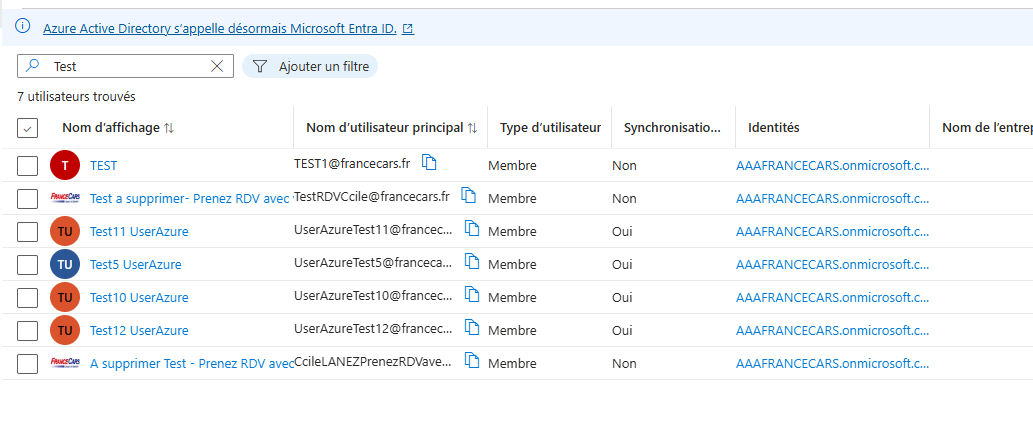 Azure Active Directory s'appelle désormais Microsoft Entra ID.
Test
Ajouter un filtre
7 utilisateurs trouvés
Nom d'affichage Nom d'utilisateur principal Type d'utilisateur Synchronisatio... Identités Nom de l'entrep
T TEST TEST1@francecars.fr Membre Non AAAFRANCECARS.onmicrosoft.c...
FRANCECARS Test a supprimer- Prenez RDV avec TestRDVCcile@francecars.fr Membre Non AAAFRANCECARS.onmicrosoft.c...
TU Test11 UserAzure UserAzureTest11@francec... Membre Oui AAAFRANCECARS.onmicrosoft.c...
TU Test5 UserAzure UserAzureTest5@franceca... Membre Oui AAAFRANCECARS.onmicrosoft.c...
TU Test10 UserAzure UserAzureTest10@francec... Membre Oui AAAFRANCECARS.onmicrosoft.c...
TU Test12 UserAzure UserAzureTest12@francec... Membre Oui AAAFRANCECARS.onmicrosoft.c...
FRANCECARS A supprimer Test - Prenez RDV avec CcileLANEZPrenezRDVave... Membre Non AAAFRANCECARS.onmicrosoft.c...